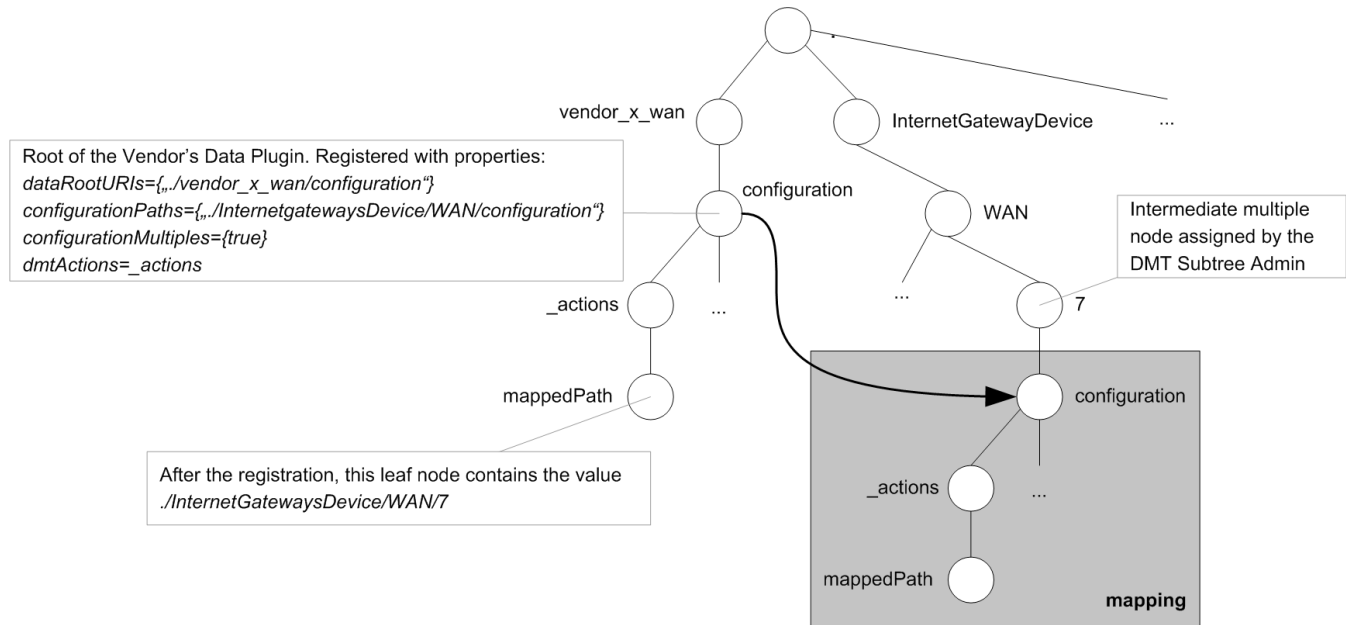 .
vendor_x_wan
InternetGatewayDevice
...
Root of the Vendor's Data Plugin. Registered with properties:
dataRootURIs={„./vendor_x_wan/configuration“}
configurationPaths={„./InternetgatewaysDevice/WAN/configuration“}
configurationMultiples={true}
dmtActions=_actions
configuration
WAN
Intermediate multiple
node assigned by the
DMT Subtree Admin
_actions
...
...
7
mappedPath
configuration
After the registration, this leaf node contains the value
./InternetGatewaysDevice/WAN/7
_actions
...
mappedPath
mapping